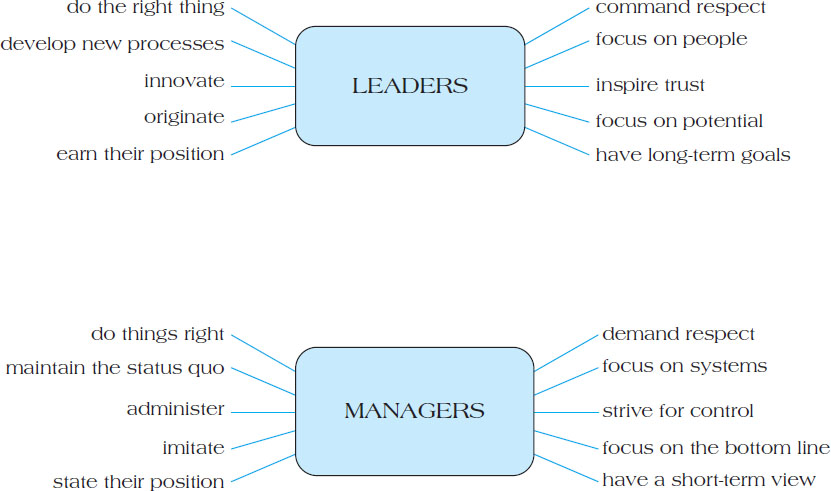 do the right thing
develop new processes
innovate
originate
earn their position
LEADERS
command respect
focus on people
inspire trust
focus on potential
have long-term goals
do things right
maintain the status quo
administer
imitate
state their position
MANAGERS
demand respect
focus on systems
strive for control
focus on the bottom line
have a short-term view